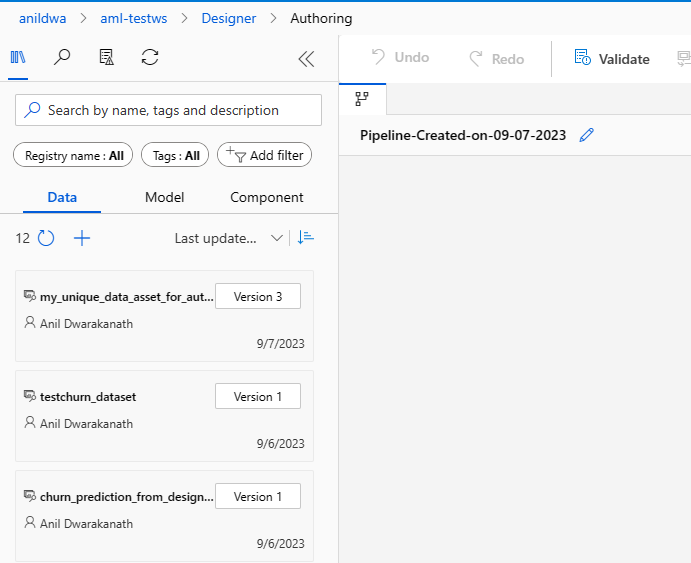 anildwa > aml-testws > Designer > Authoring
Undo Redo Validate
Search by name, tags and description
Pipeline-Created-on-09-07-2023
Registry name : All Tags : All Add filter
Data Model Component
12 Last update...
my_unique_data_asset_for_aut... Version 3
Anil Dwarakanath
9/7/2023
testchurn_dataset Version 1
Anil Dwarakanath
9/6/2023
churn_prediction_from_design... Version 1
Anil Dwarakanath
9/6/2023